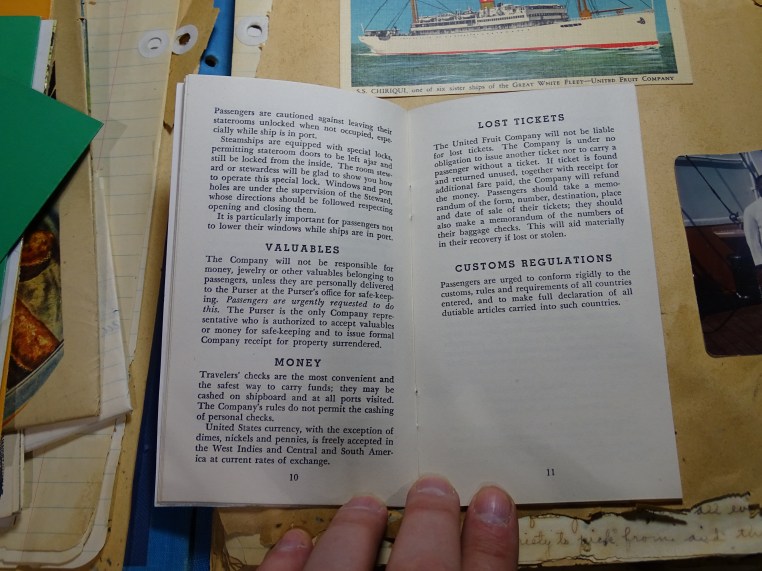 S.S. CHIRIQUI, one of six sister ships of the GREAT WHITE FLEET—UNITED FRUIT COMPANY
Passengers are cautioned against leaving their
staterooms unlocked when not occupied, espe-
cially while ship is in port.
Steamships are equipped with special locks,
permitting stateroom doors to be left ajar and
still be locked from the inside. The room stew-
ard or stewardess will be glad to show you how
to operate this special lock. Windows and port
holes are under the supervision of the Steward,
whose directions should be followed respecting
opening and closing them.
It is particularly important for passengers not
to lower their windows while ships are in port.
VALUABLES
The Company will not be responsible for
money, jewelry or other valuables belonging to
passengers, unless they are personally delivered
to the Purser at the Purser's office for safe-keep-
ing. Passengers are urgently requested to do
this. The Purser is the only Company repre-
sentative who is authorized to accept valuables
or money for safe-keeping and to issue formal
Company receipt for property surrendered.
MONEY
Travelers' checks are the most convenient and
the safest way to carry funds; they may be
cashed on shipboard and at all ports visited.
The Company's rules do not permit the cashing
of personal checks.
United States currency, with the exception of
dimes, nickels and pennies, is freely accepted in
the West Indies and Central and South Amer-
ica at current rates of exchange.
10
LOST TICKETS
The United Fruit Company will not be liable
for lost tickets. The Company is under no
obligation to issue another ticket nor to carry a
passenger without a ticket. If ticket is found
and returned unused, together with receipt for
additional fare paid, the Company will refund
the money. Passengers should take a memo-
randum of the form, number, destination, place
and date of sale of their tickets; they should
also make a memorandum of the numbers of
their baggage checks. This will aid materially
in their recovery if lost or stolen.
CUSTOMS REGULATIONS
Passengers are urged to conform rigidly to the
customs, rules and requirements of all countries
entered, and to make full declaration of all
dutiable articles carried into such countries.
11
to pick from and